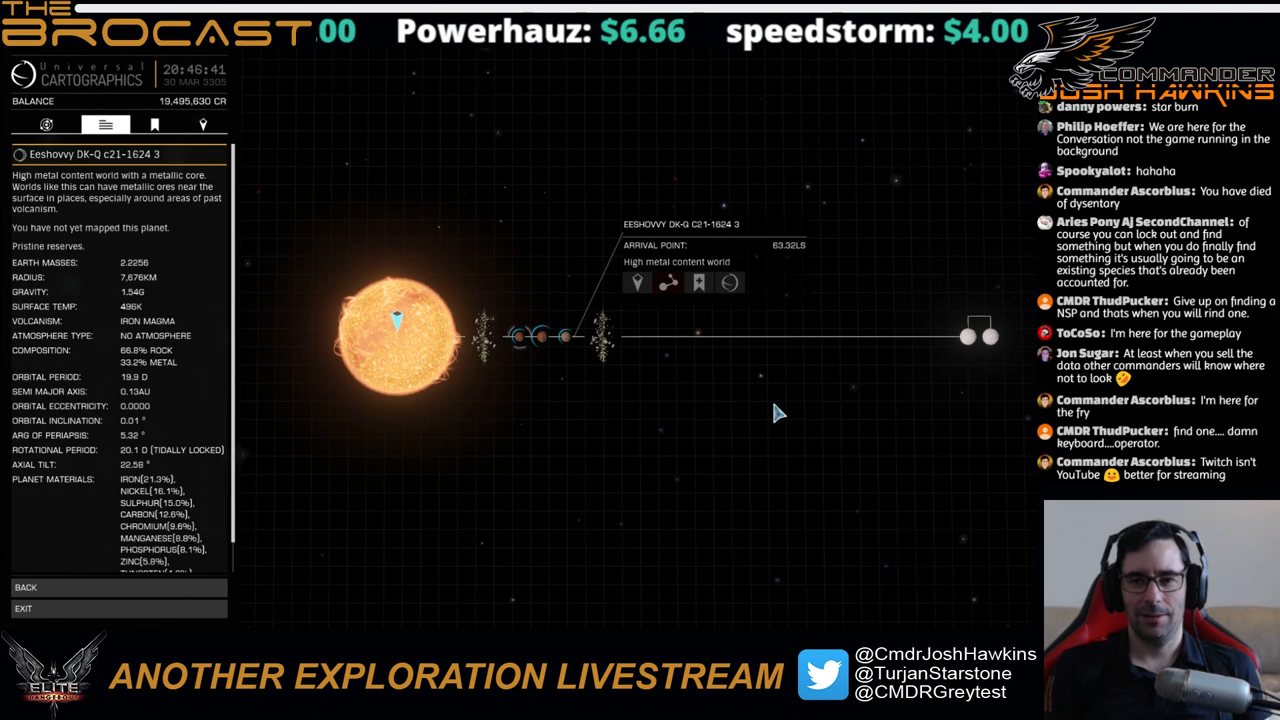 THE
BROCAST
.00 Powerhauz: $6.66 speedstorm: $4.00
COMMANDER
JOSH HAWKINS
Universal
CARTOGRAPHICS
20:46:41
30 MAR 3305
BALANCE 19,495,630 CR
Eeshovvy DK-Q c21-1624 3
High metal content world with a metallic core.
Worlds like this can have metallic ores near the
surface in places, especially around areas of past
volcanism.
You have not yet mapped this planet.
Pristine reserves.
EARTH MASSES: 2.2256
RADIUS: 7,676KM
GRAVITY: 1.54G
SURFACE TEMP: 496K
VOLCANISM: IRON MAGMA
ATMOSPHERE TYPE: NO ATMOSPHERE
COMPOSITION: 66.8% ROCK
33.2% METAL
ORBITAL PERIOD: 19.9 D
SEMI MAJOR AXIS: 0.13AU
ORBITAL ECCENTRICITY: 0.0000
ORBITAL INCLINATION: 0.01 °
ARG OF PERIAPSIS: 5.32 °
ROTATIONAL PERIOD: 20.1 D (TIDALLY LOCKED)
AXIAL TILT: 22.58 °
PLANET MATERIALS: IRON(21.3%),
NICKEL(16.1%),
SULPHUR(15.0%),
CARBON(12.6%),
CHROMIUM(9.6%),
MANGANESE(8.8%),
PHOSPHORUS(8.1%),
ZINC(5.8%),
BACK
EXIT
EESHOVVY DK-Q C21-1624 3
ARRIVAL POINT: 63.32LS
High metal content world
danny powers: star burn
Philip Hoeffer: We are here for the
Conversation not the game running in the
background
Spookyalot: hahaha
Commander Ascorbius: You have died
of dysentary
Aries Pony Aj SecondChannel: of
course you can lock out and find
something but when you do finally find
something it's usually going to be an
existing species that's already been
accounted for.
CMDR ThudPucker: Give up on finding a
NSP and thats when you will rind one.
ToCoSo: I'm here for the gameplay
Jon Sugar: At least when you sell the
data other commanders will know where
not to look
Commander Ascorbius: I'm here for
the fry
CMDR ThudPucker: find one.... damn
keyboard....operator.
Commander Ascorbius: Twitch isn't
YouTube better for streaming
ELITE
DANGEROUS
ANOTHER EXPLORATION LIVESTREAM
@CmdrJoshHawkins
@TurjanStarstone
@CMDRGreytest